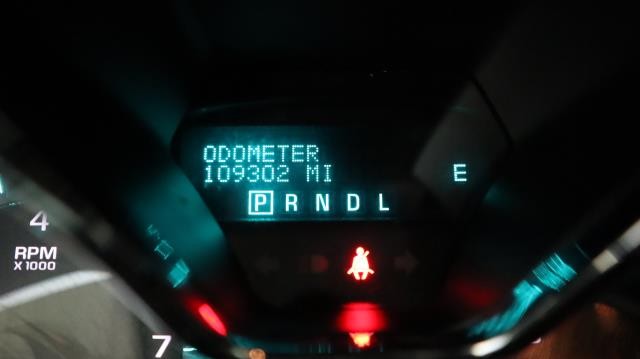 ODOMETER
109302 MI
E
P R N D L
4
RPM
X 1000
7